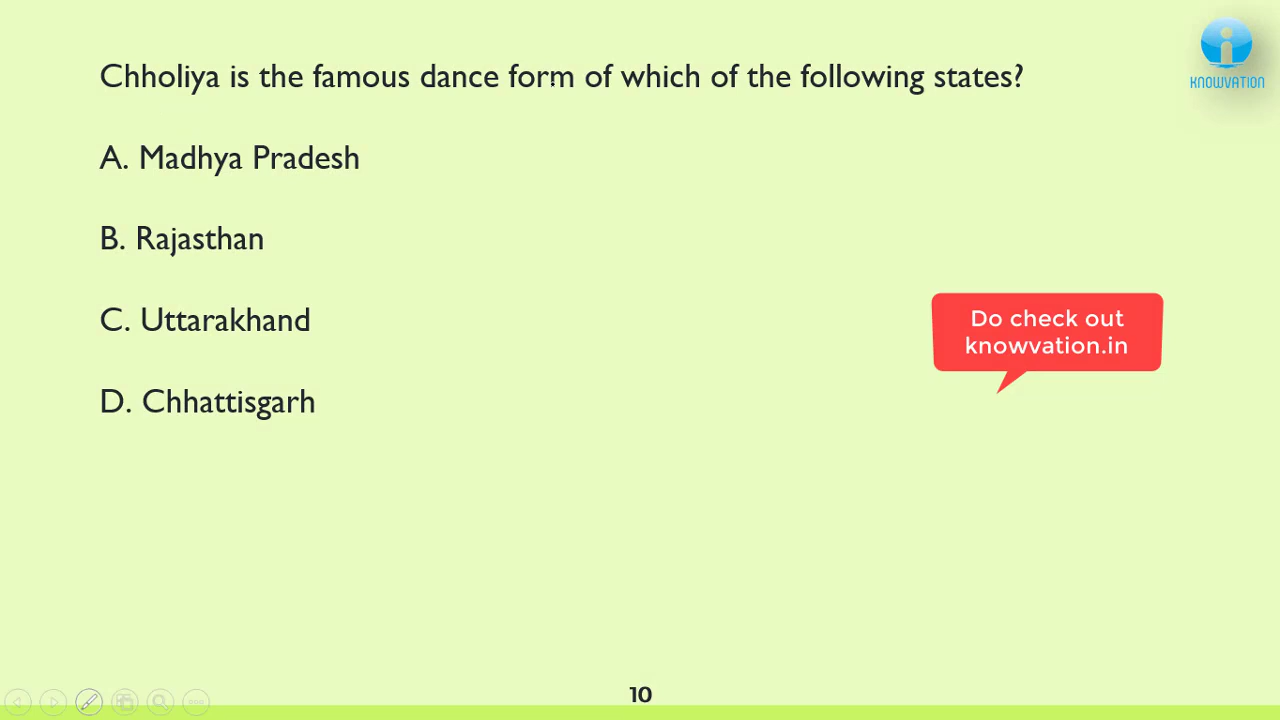 Chholiya is the famous dance form of which of the following states?
KNOWVATION
A. Madhya Pradesh
B. Rajasthan
C. Uttarakhand
Do check out
knowvation.in
D. Chhattisgarh
10